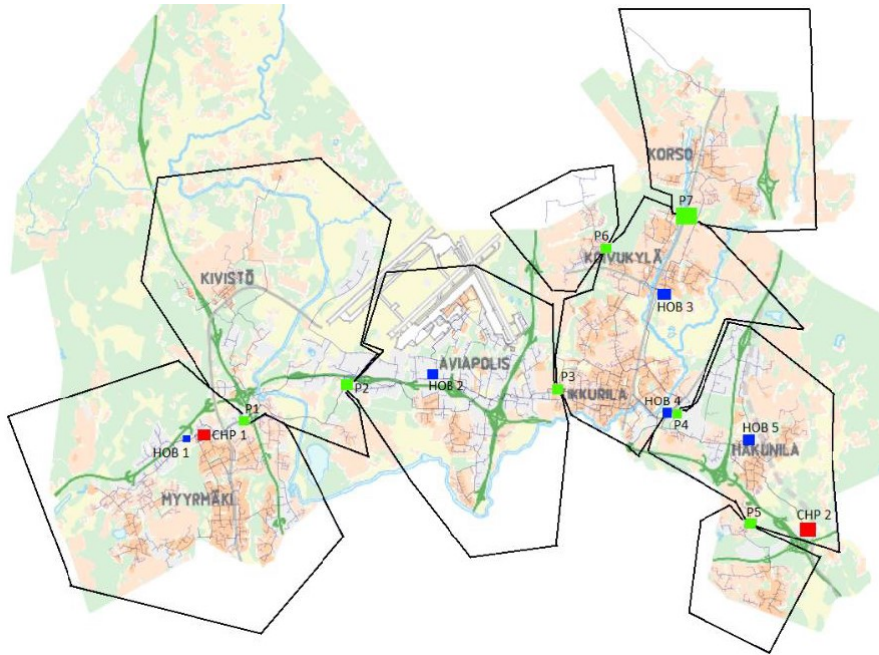 KORSO
P7
P6
KOIVUKYLÄ
KIVISTÖ
HOB 3
AVIAPOLIS
P3
P2
HOB 2
IKKURILA
HOB 4
P1
P4
CHP 1
HOB 5
HOB 1
HAKUNILA
MYYRMÄKI
P5
CHP 2